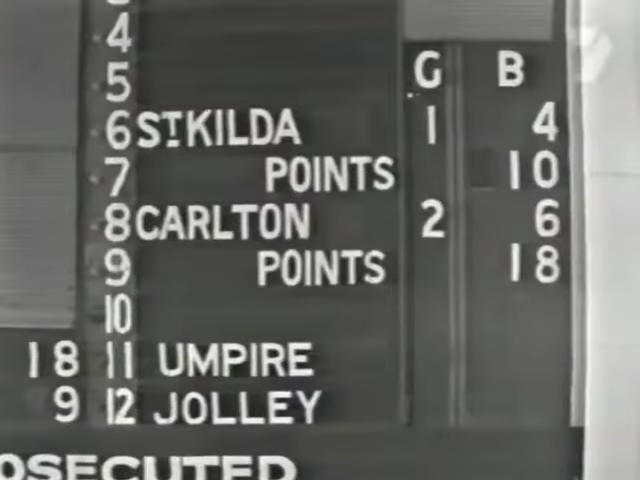 4
5 G B
6 ST KILDA 1 4
7 POINTS 10
8 CARLTON 2 6
9 POINTS 18
10
18 11 UMPIRE
9 12 JOLLEY
OSECUTED